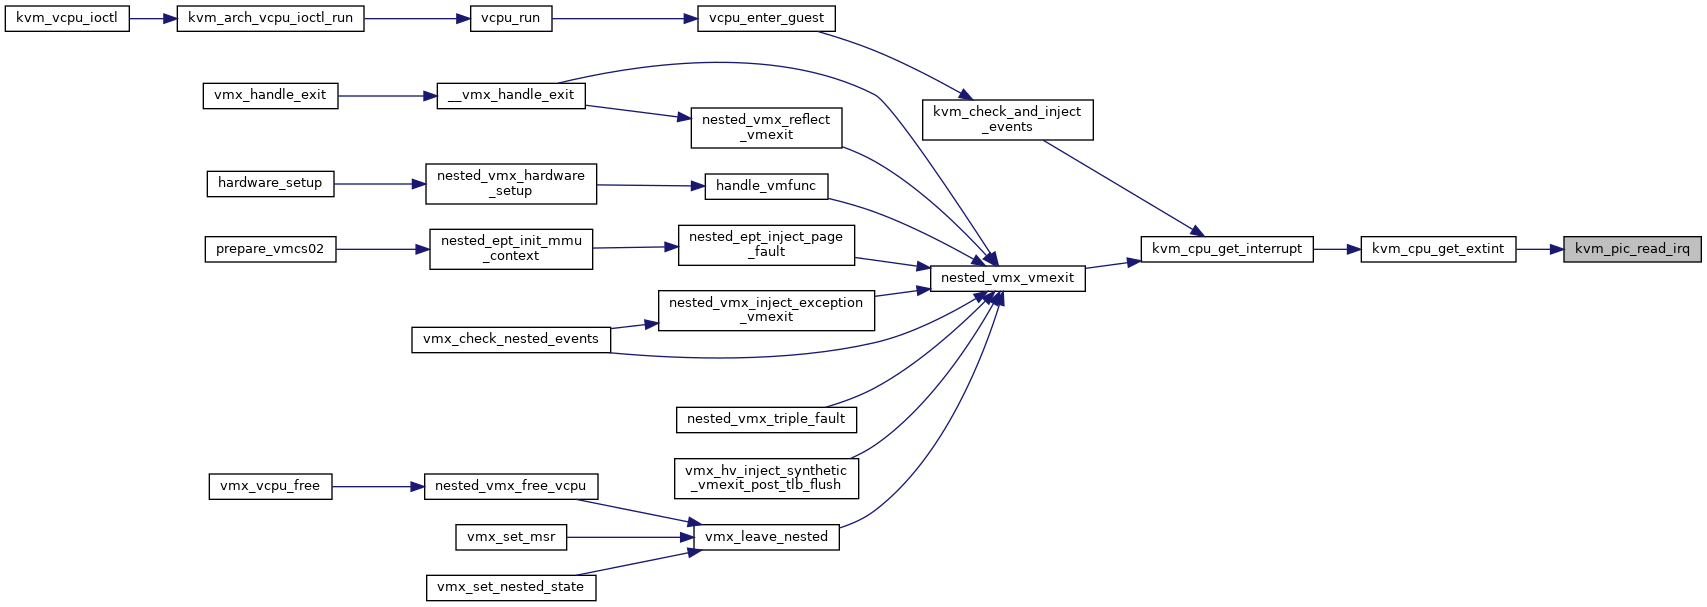 kvm_vcpu_ioctl
kvm_arch_vcpu_ioctl_run
vcpu_run
vcpu_enter_guest
vmx_handle_exit
__vmx_handle_exit
nested_vmx_reflect
_vmexit
kvm_check_and_inject
_events
hardware_setup
nested_vmx_hardware
_setup
handle_vmfunc
prepare_vmcs02
nested_ept_init_mmu
_context
nested_ept_inject_page
_fault
kvm_cpu_get_interrupt
kvm_cpu_get_extint
kvm_pic_read_irq
nested_vmx_vmexit
nested_vmx_inject_exception
_vmexit
vmx_check_nested_events
nested_vmx_triple_fault
vmx_hv_inject_synthetic
_vmexit_post_tlb_flush
vmx_vcpu_free
nested_vmx_free_vcpu
vmx_set_msr
vmx_leave_nested
vmx_set_nested_state